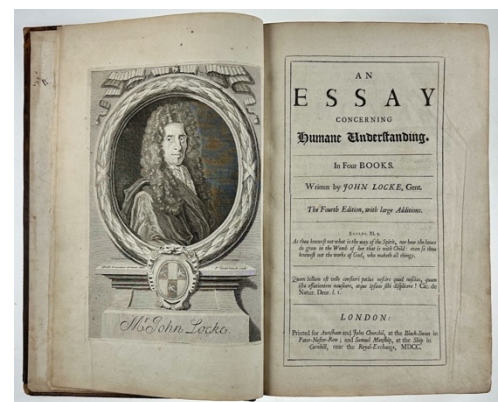 Mr John Locke.
AN
ESSAY
CONCERNING
Humane Understanding.
In Four BOOKS.
Written by JOHN LOCKE, Gent.
The Fourth Edition, with large Additions.
ECCLES. XI. 5.
As thou knowest not what is the way of the Spirit, nor how the bones
do grow in the Womb of her that is with Child: even so thou
knowest not the works of God, who maketh all things.
Quam bellum est velle confiteri potius nescire quod nescias, quam
ista effutientem nauseare, atque ipsum sibi displicere! Cic. de
Natur. Deor. l. 1.
LONDON:
Printed for Awnsham and John Churchil, at the Black-Swan in
Pater-Noster-Row; and Samuel Manship, at the Ship in
Cornhill, near the Royal-Exchange, MDCC.